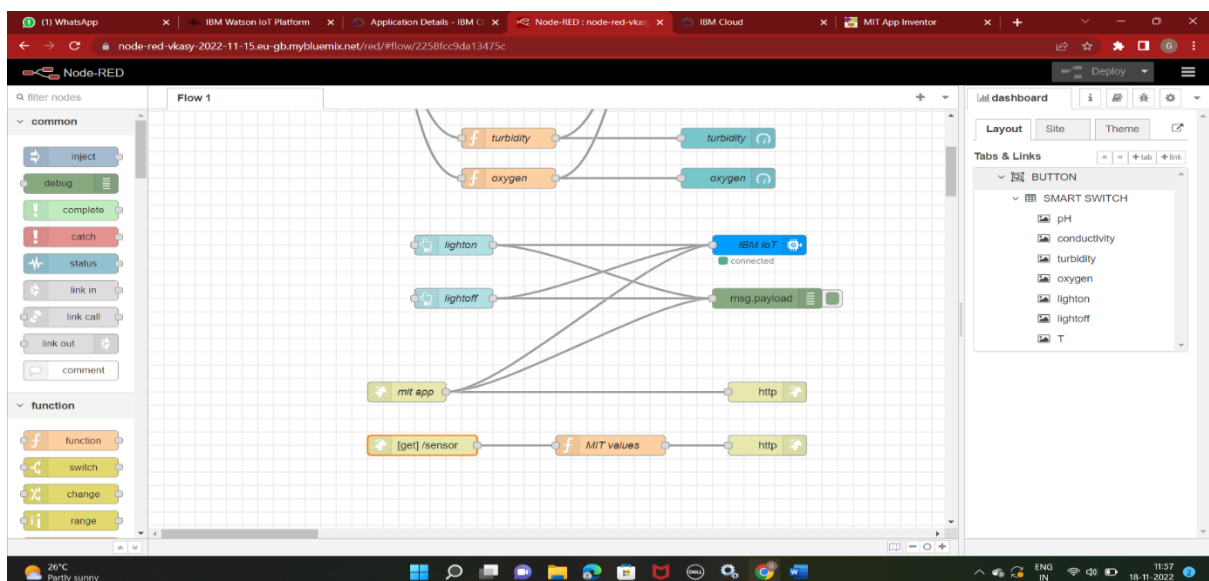 (1) WhatsApp
IBM Watson IoT Platform
Application Details - IBM C
Node-RED : node-red-vkas
IBM Cloud
MIT App Inventor
node-red-vkasy-2022-11-15.eu-gb.mybluemix.net/red/#flow/2258fcc9da13475c
G
Node-RED
Deploy
filter nodes
Flow 1
dashboard
i
common
Layout
Site
Theme
inject
debug
complete
catch
status
link in
link call
link out
comment
function
function
switch
change
range
turbidity
turbidity
oxygen
oxygen
lighton
IBM IoT
connected
lightoff
msg.payload
mit app
http
[get] /sensor
MIT values
http
Tabs & Links
tab
link
BUTTON
SMART SWITCH
pH
conductivity
turbidity
oxygen
lighton
lightoff
T
26°C
Partly sunny
DELL
ENG
IN
11:57
18-11-2022
2